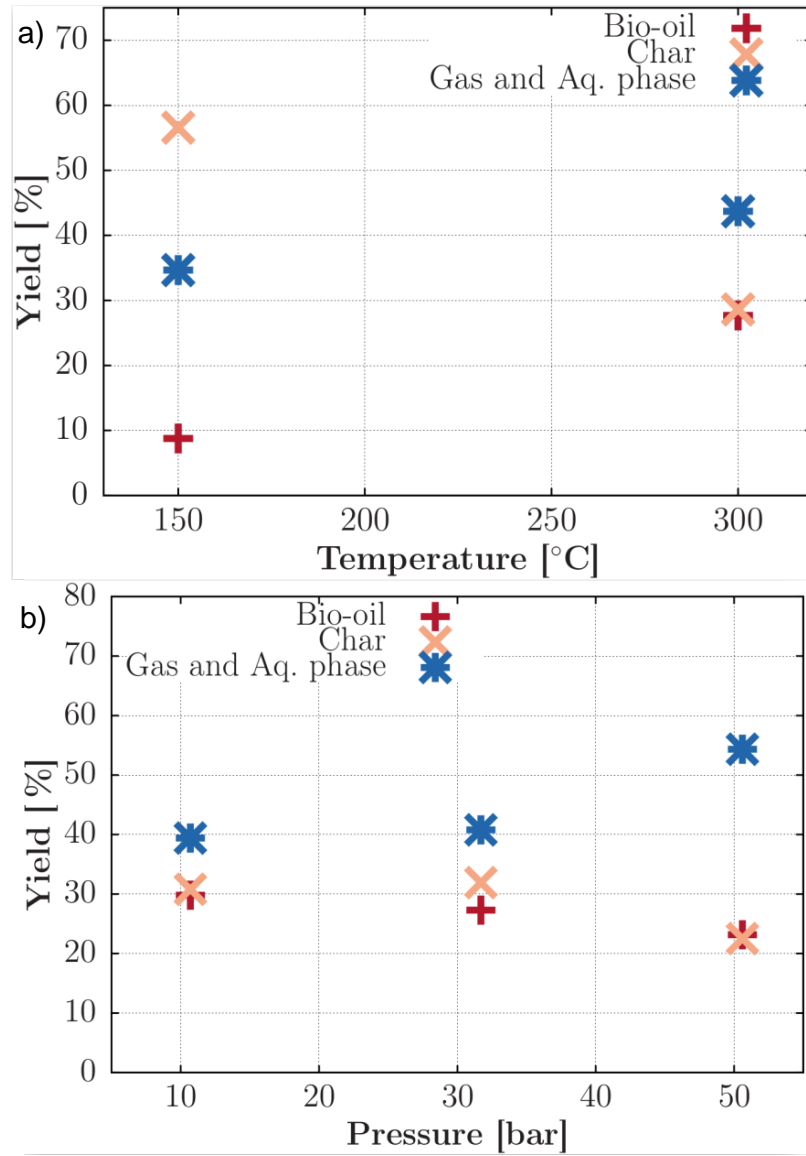 a)
Bio-oil
Char
Gas and Aq. phase
70
60
50
40
30
20
10
0
Yield [%]
150 200 250 300
Temperature [°C]
b)
Bio-oil
Char
Gas and Aq. phase
80
70
60
50
40
30
20
10
0
Yield [%]
10 20 30 40 50
Pressure [bar]